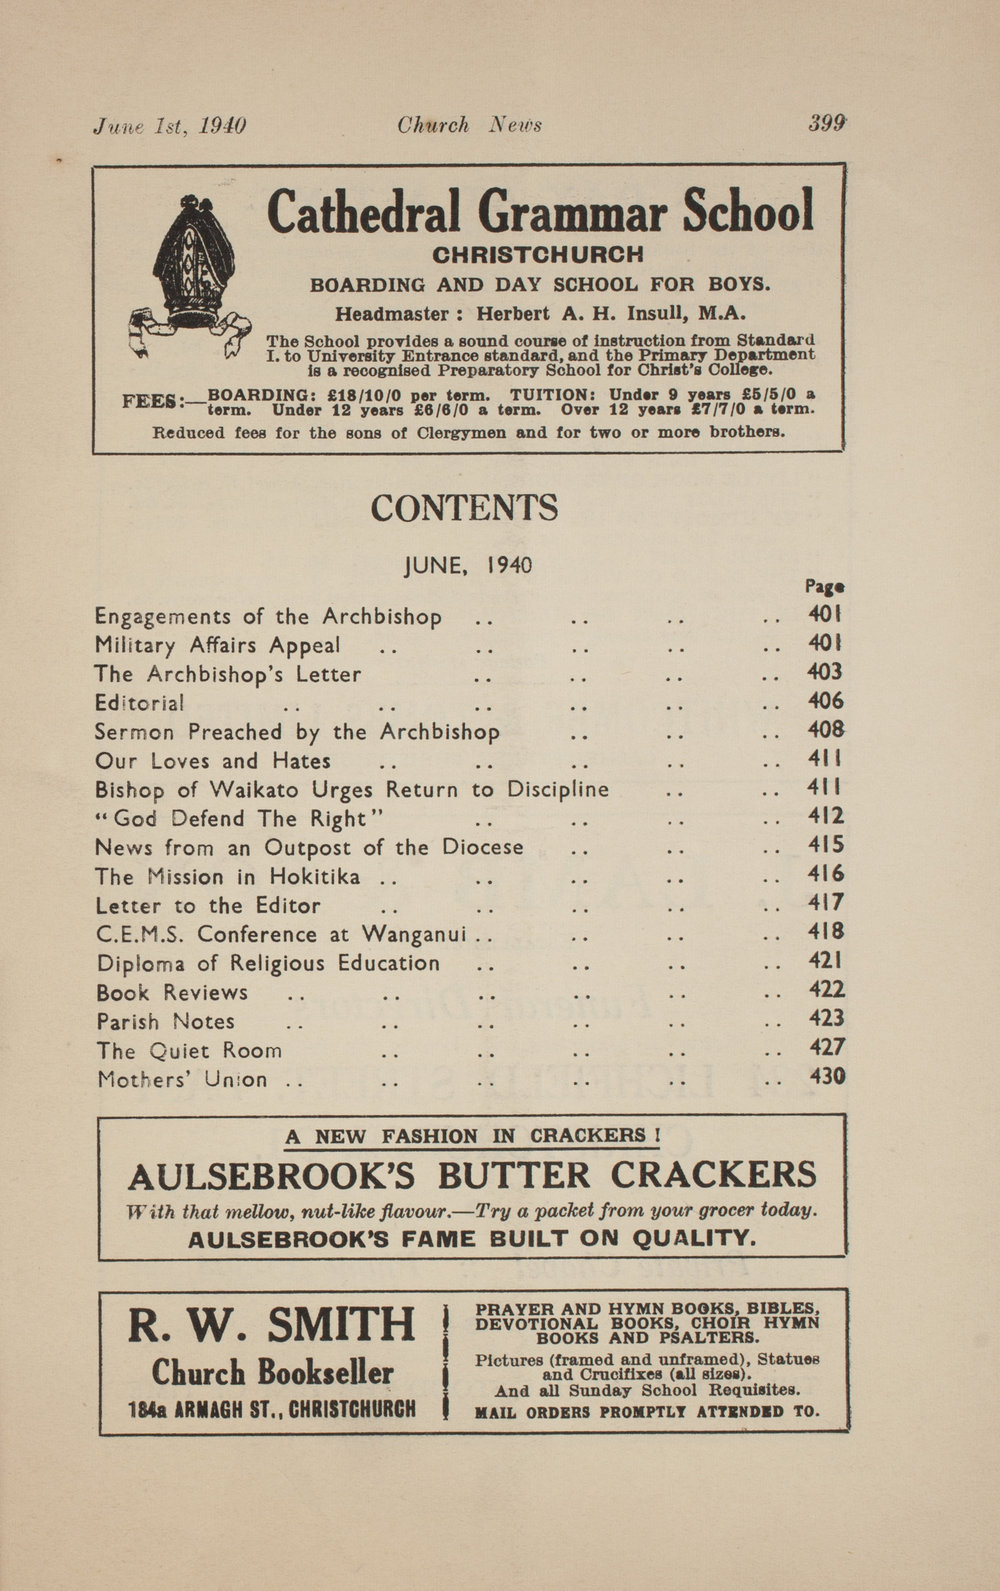 June 1st, 1940 Church News 399
Cathedral Grammar School
CHRISTCHURCH
BOARDING AND DAY SCHOOL FOR BOYS.
Headmaster : Herbert A. H. Insull, M.A.
The School provides a sound course of instruction from Standard
I. to University Entrance standard, and the Primary Department
is a recognised Preparatory School for Christ's College.
FEES:—BOARDING: £18/10/0 per term. TUITION: Under 9 years £5/5/0 a
term. Under 12 years £6/6/0 a term. Over 12 years £7/7/0 a term.
Reduced fees for the sons of Clergymen and for two or more brothers.
CONTENTS
JUNE, 1940
Page
Engagements of the Archbishop .. .. .. .. 401
Military Affairs Appeal .. .. .. .. .. 401
The Archbishop's Letter .. .. .. .. 403
Editorial .. .. .. .. .. .. 406
Sermon Preached by the Archbishop .. .. .. 408
Our Loves and Hates .. .. .. .. .. 411
Bishop of Waikato Urges Return to Discipline .. .. 411
"God Defend The Right" .. .. .. .. 412
News from an Outpost of the Diocese .. .. .. 415
The Mission in Hokitika .. .. .. .. .. 416
Letter to the Editor .. .. .. .. .. 417
C.E.M.S. Conference at Wanganui .. .. .. .. 418
Diploma of Religious Education .. .. .. .. 421
Book Reviews .. .. .. .. .. .. 422
Parish Notes .. .. .. .. .. .. 423
The Quiet Room .. .. .. .. .. 427
Mothers' Union .. .. .. .. .. .. 430
A NEW FASHION IN CRACKERS !
AULSEBROOK'S BUTTER CRACKERS
With that mellow, nut-like flavour.—Try a packet from your grocer today.
AULSEBROOK'S FAME BUILT ON QUALITY.
R. W. SMITH
Church Bookseller
184a ARMAGH ST., CHRISTCHURCH
PRAYER AND HYMN BOOKS, BIBLES,
DEVOTIONAL BOOKS, CHOIR HYMN
BOOKS AND PSALTERS.
Pictures (framed and unframed), Statues
and Crucifixes (all sizes).
And all Sunday School Requisites.
MAIL ORDERS PROMPTLY ATTENDED TO.